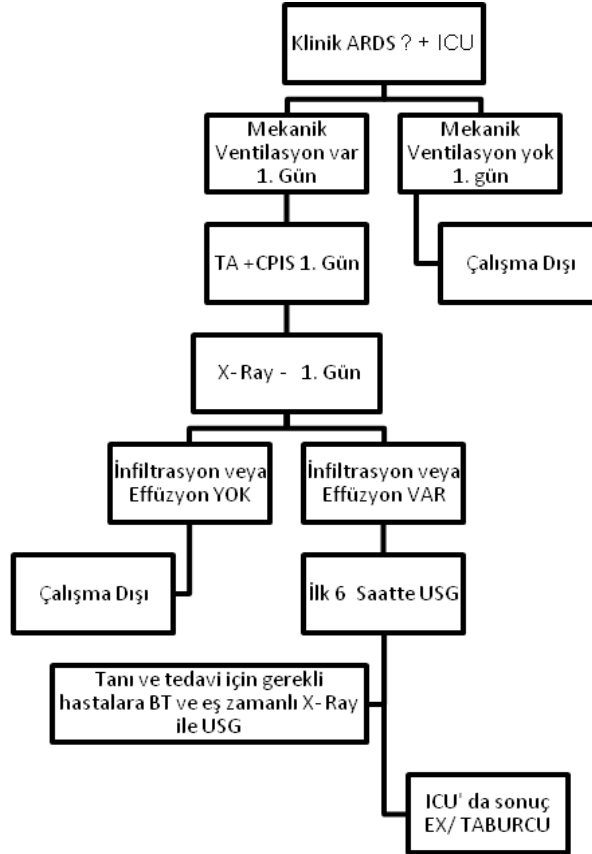 Klinik ARDS ? + ICU
Mekanik
Ventilasyon var
1. Gün
Mekanik
Ventilasyon yok
1. gün
TA +CPIS 1. Gün
Çalışma Dışı
X-Ray - 1. Gün
İnfiltrasyon veya
Effüzyon YOK
İnfiltrasyon veya
Effüzyon VAR
Çalışma Dışı
İlk 6 Saatte USG
Tanı ve tedavi için gerekli
hastalara BT ve eş zamanlı X-Ray
ile USG
ICU' da sonuç
EX/ TABURCU